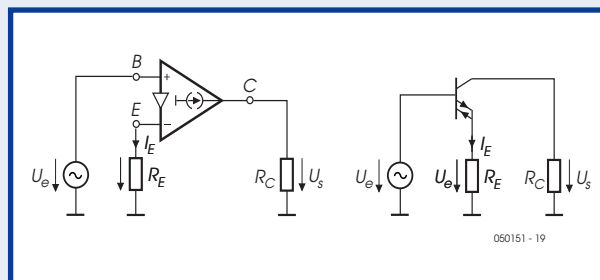 B
+
C
E
−
I_E
U_e
R_E
R_C
U_s
U_e
U_e
I_E
R_E
R_C
U_s
050151 - 19